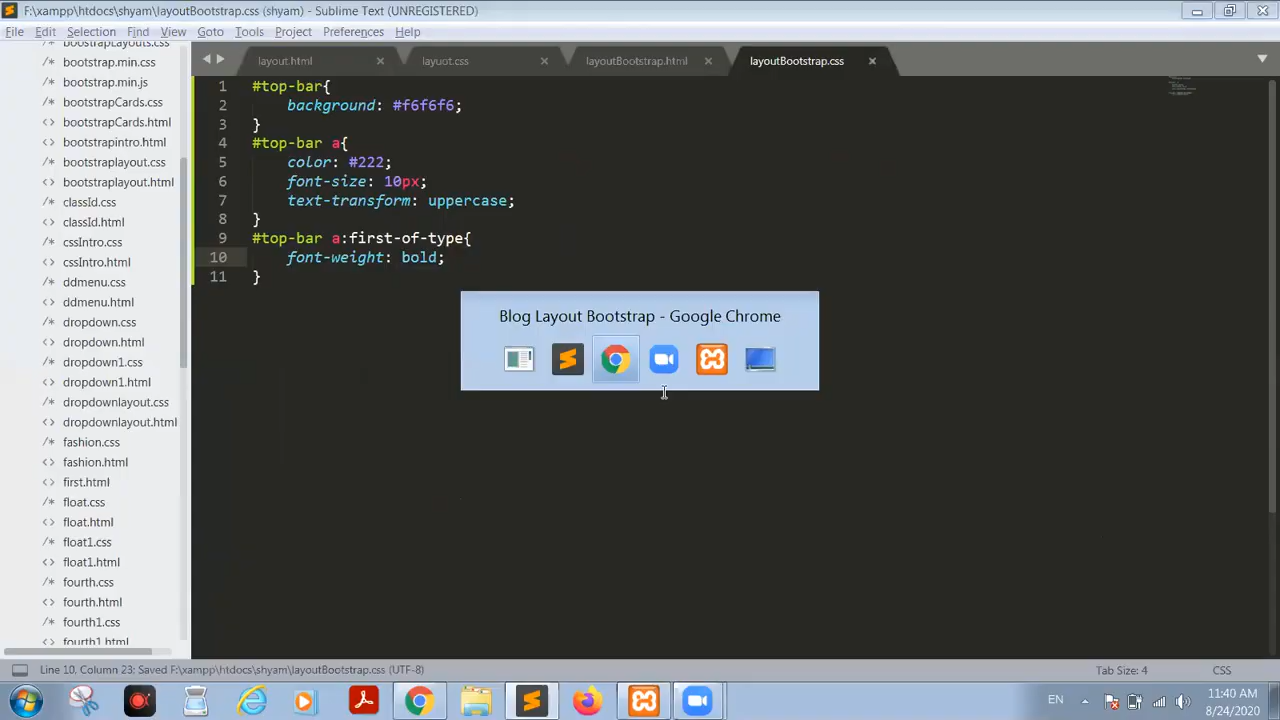 F:\xampp\htdocs\shyam\layoutBootstrap.css (shyam) - Sublime Text (UNREGISTERED)
File Edit Selection Find View Goto Tools Project Preferences Help
layout.html layuot.css layoutBootstrap.html layoutBootstrap.css
/* bootstrapLayouts.css
/* bootstrap.min.css
/* bootstrap.min.js
/* bootstrapCards.css
<> bootstrapCards.html
<> bootstrapintro.html
/* bootstraplayout.css
<> bootstraplayout.html
/* classId.css
<> classId.html
/* cssIntro.css
<> cssIntro.html
/* ddmenu.css
<> ddmenu.html
/* dropdown.css
<> dropdown.html
/* dropdown1.css
<> dropdown1.html
/* dropdownlayout.css
<> dropdownlayout.html
/* fashion.css
<> fashion.html
<> first.html
/* float.css
<> float.html
/* float1.css
<> float1.html
/* fourth.css
<> fourth.html
/* fourth1.css
<> fourth1.html
1 #top-bar{
2 background: #f6f6f6;
3 }
4 #top-bar a{
5 color: #222;
6 font-size: 10px;
7 text-transform: uppercase;
8 }
9 #top-bar a:first-of-type{
10 font-weight: bold;
11 }
Blog Layout Bootstrap - Google Chrome
Line 10, Column 23; Saved F:\xampp\htdocs\shyam\layoutBootstrap.css (UTF-8) Tab Size: 4 CSS
EN
11:40 AM
8/24/2020